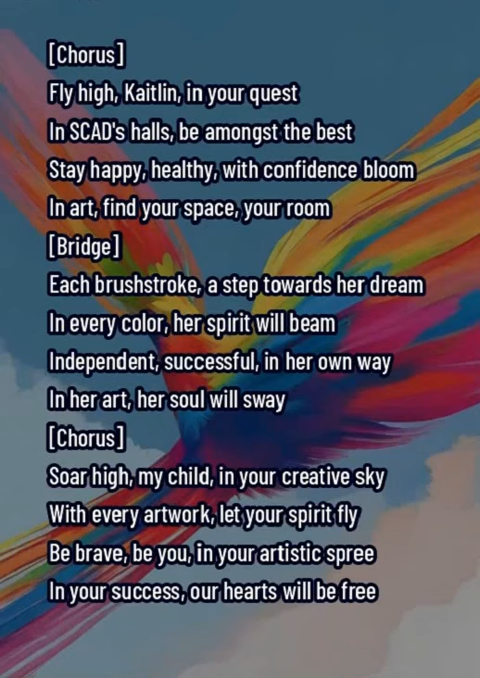 [Chorus]
Fly high, Kaitlin, in your quest
In SCAD's halls, be amongst the best
Stay happy, healthy, with confidence bloom
In art, find your space, your room
[Bridge]
Each brushstroke, a step towards her dream
In every color, her spirit will beam
Independent, successful, in her own way
In her art, her soul will sway
[Chorus]
Soar high, my child, in your creative sky
With every artwork, let your spirit fly
Be brave, be you, in your artistic spree
In your success, our hearts will be free